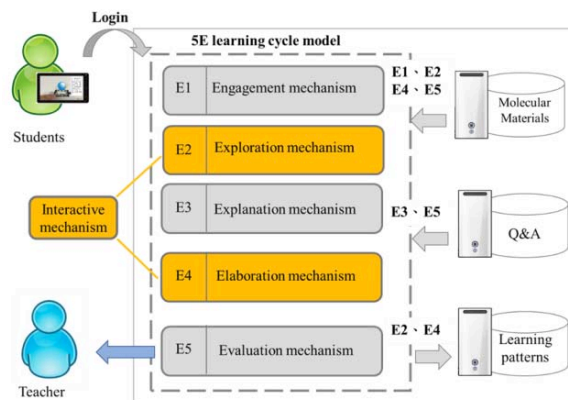 Login
5E learning cycle model
E1 Engagement mechanism
E1、E2
E4、E5
Molecular
Materials
Students
E2 Exploration mechanism
Interactive
mechanism
E3 Explanation mechanism
E3、E5
Q&A
E4 Elaboration mechanism
E2、E4
E5 Evaluation mechanism
Learning
patterns
Teacher